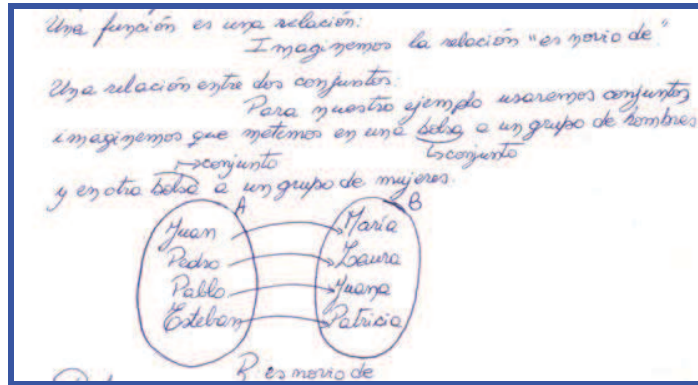 Una función es una relación:
Imaginemos la relación "es novio de"
Una relación entre dos conjuntos:
Para nuestro ejemplo usaremos conjuntos,
imaginemos que metemos en una bolsa a un grupo de hombres
↳conjunto
↱conjunto
y en otra bolsa a un grupo de mujeres.
A B
Juan María
Pedro Laura
Pablo Juana
Esteban Patricia
R es novio de